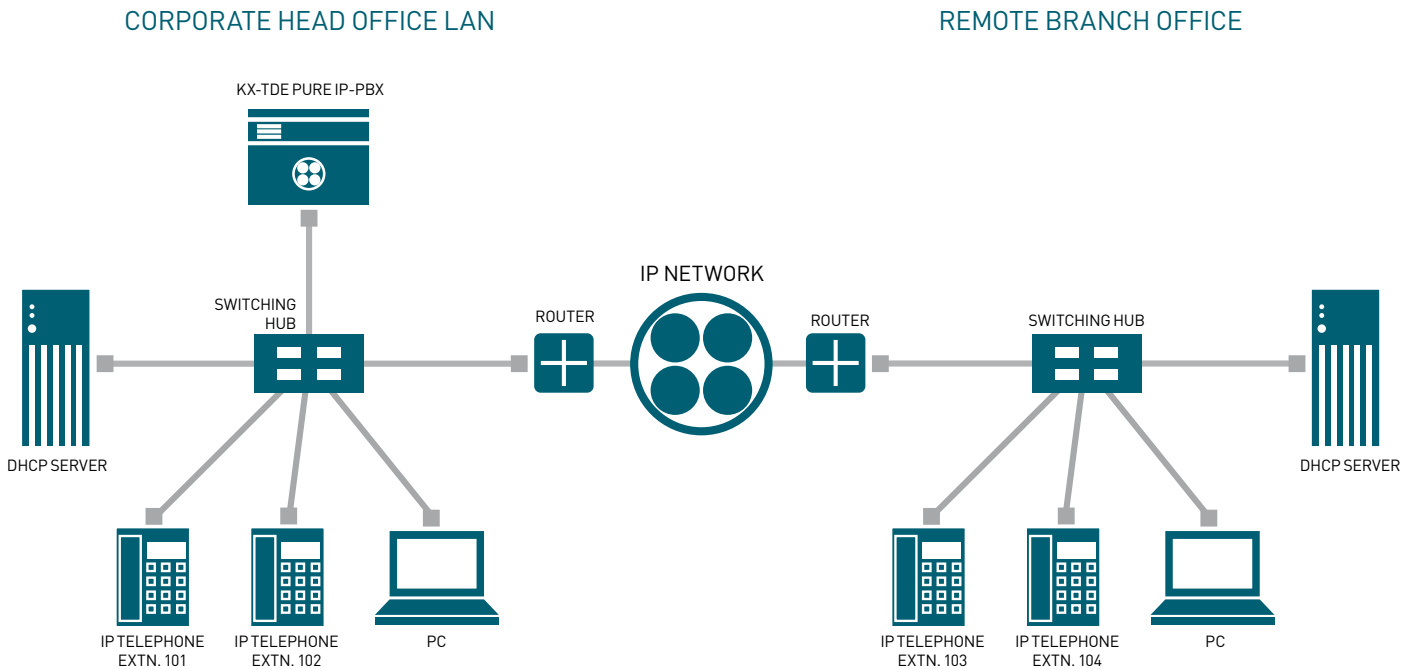 CORPORATE HEAD OFFICE LAN
REMOTE BRANCH OFFICE
KX-TDE PURE IP-PBX
IP NETWORK
SWITCHING
HUB
ROUTER
ROUTER
SWITCHING HUB
DHCP SERVER
DHCP SERVER
IP TELEPHONE
EXTN. 101
IP TELEPHONE
EXTN. 102
PC
IP TELEPHONE
EXTN. 103
IP TELEPHONE
EXTN. 104
PC